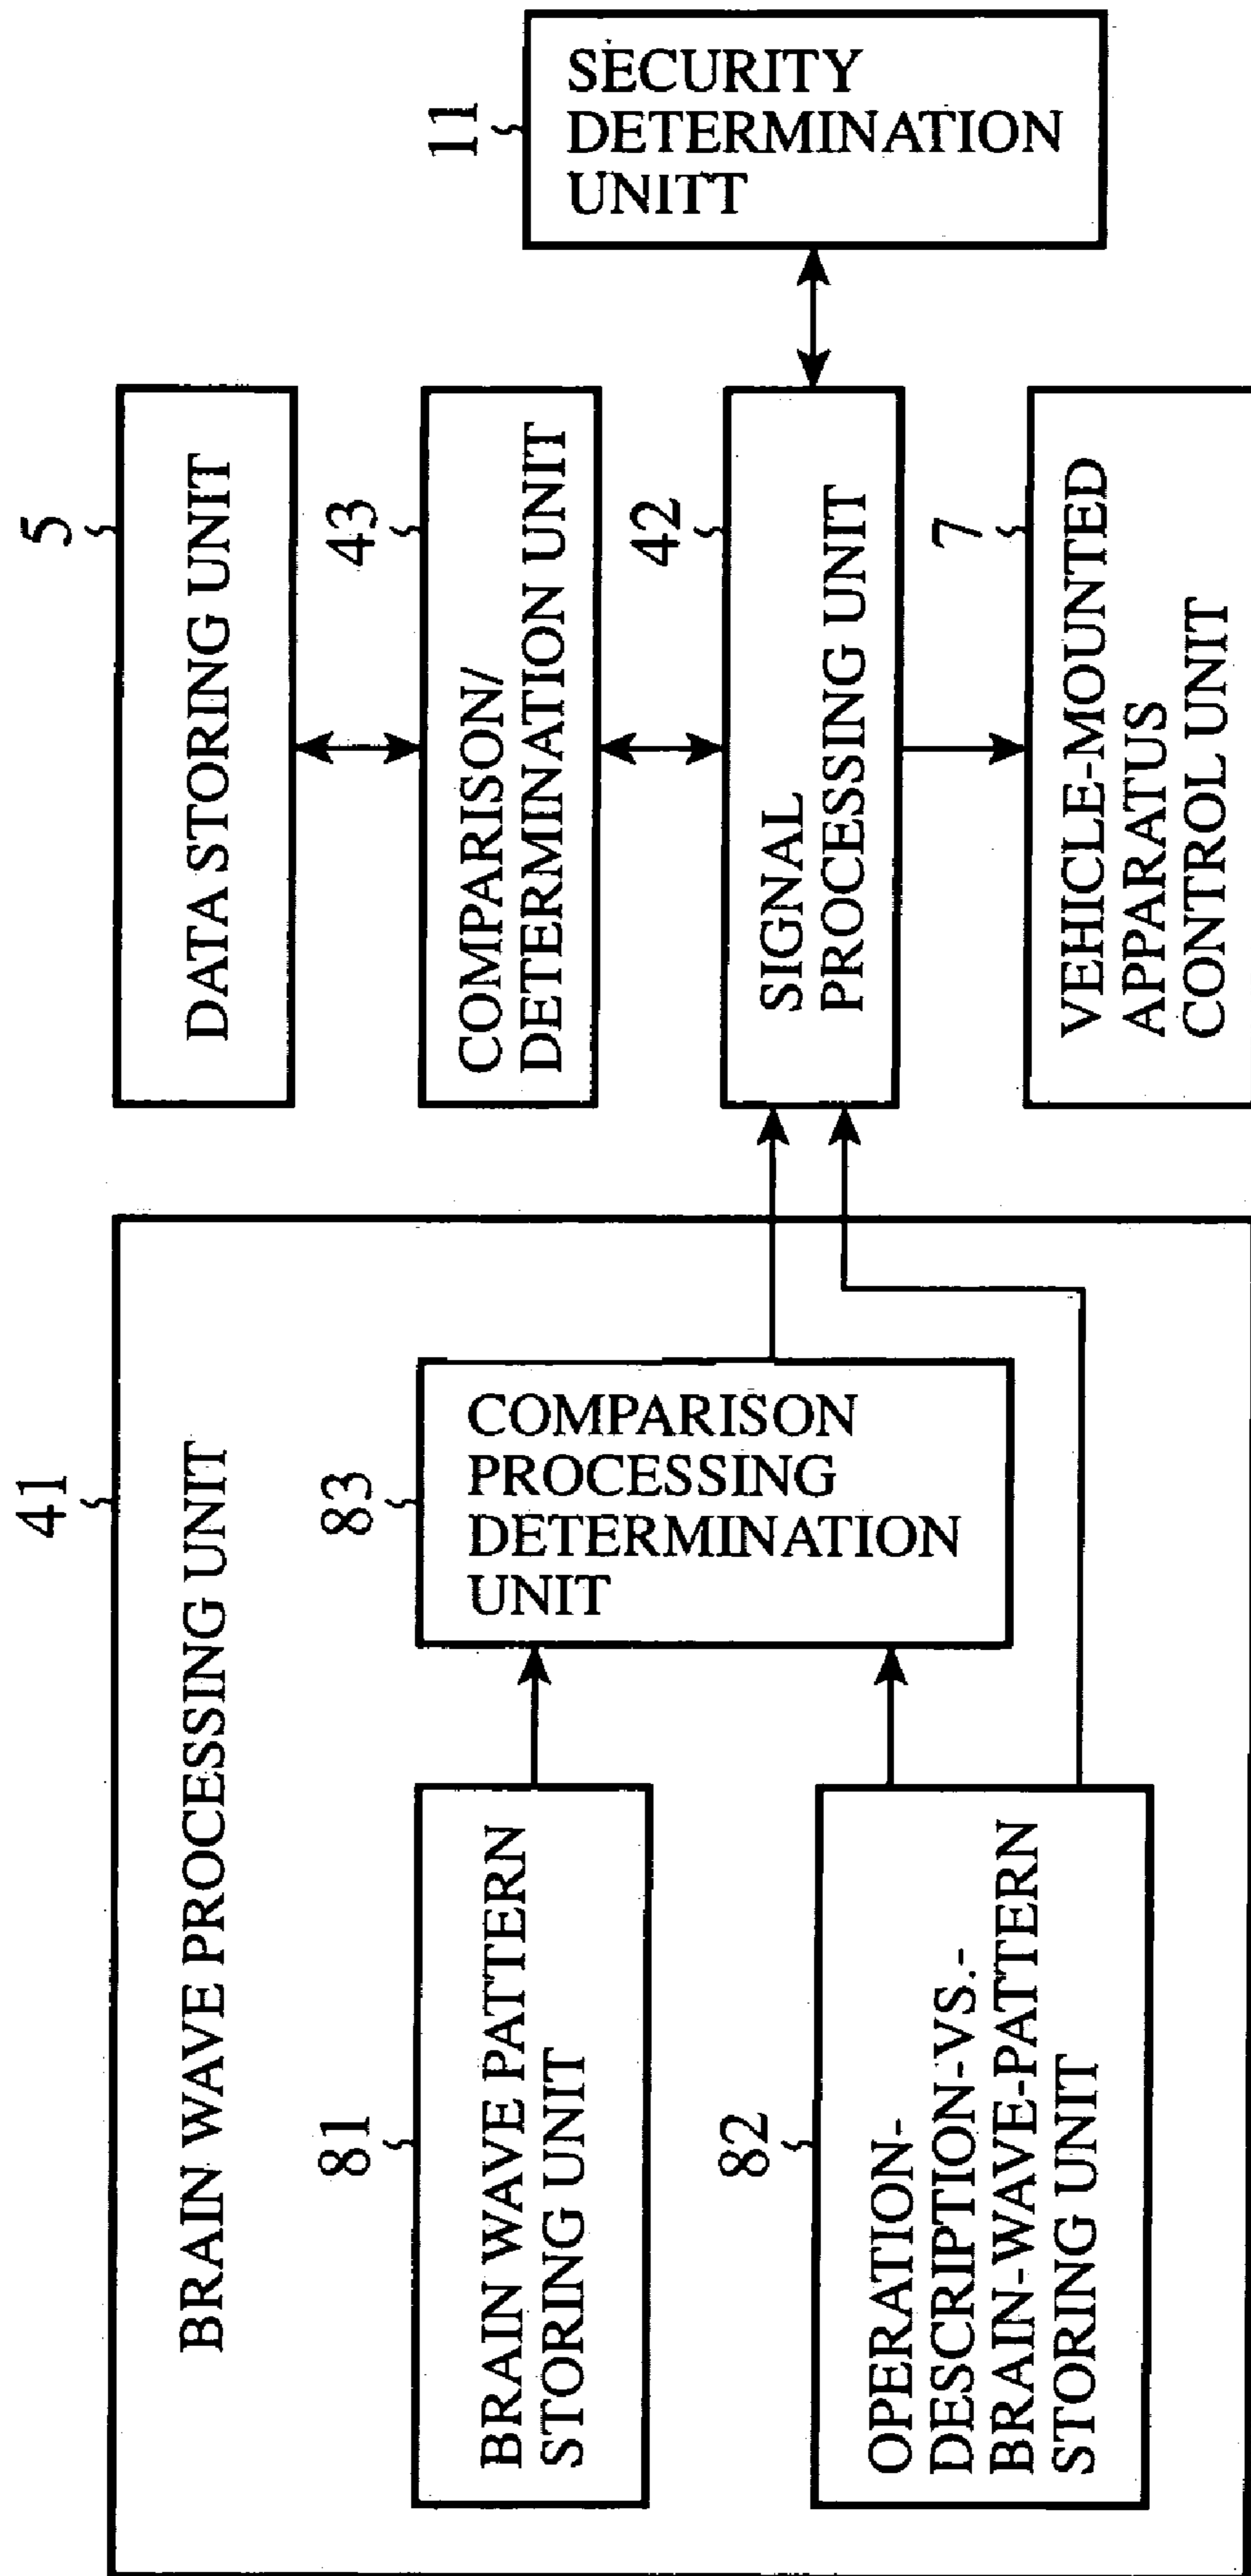 41
BRAIN WAVE PROCESSING UNIT
81
BRAIN WAVE PATTERN
STORING UNIT
82
OPERATION-
DESCRIPTION-VS.-
BRAIN-WAVE-PATTERN
STORING UNIT
83
COMPARISON
PROCESSING
DETERMINATION
UNIT
5
DATA STORING UNIT
43
COMPARISON/
DETERMINATION UNIT
42
SIGNAL
PROCESSING UNIT
7
VEHICLE-MOUNTED
APPARATUS
CONTROL UNIT
11
SECURITY
DETERMINATION
UNITT